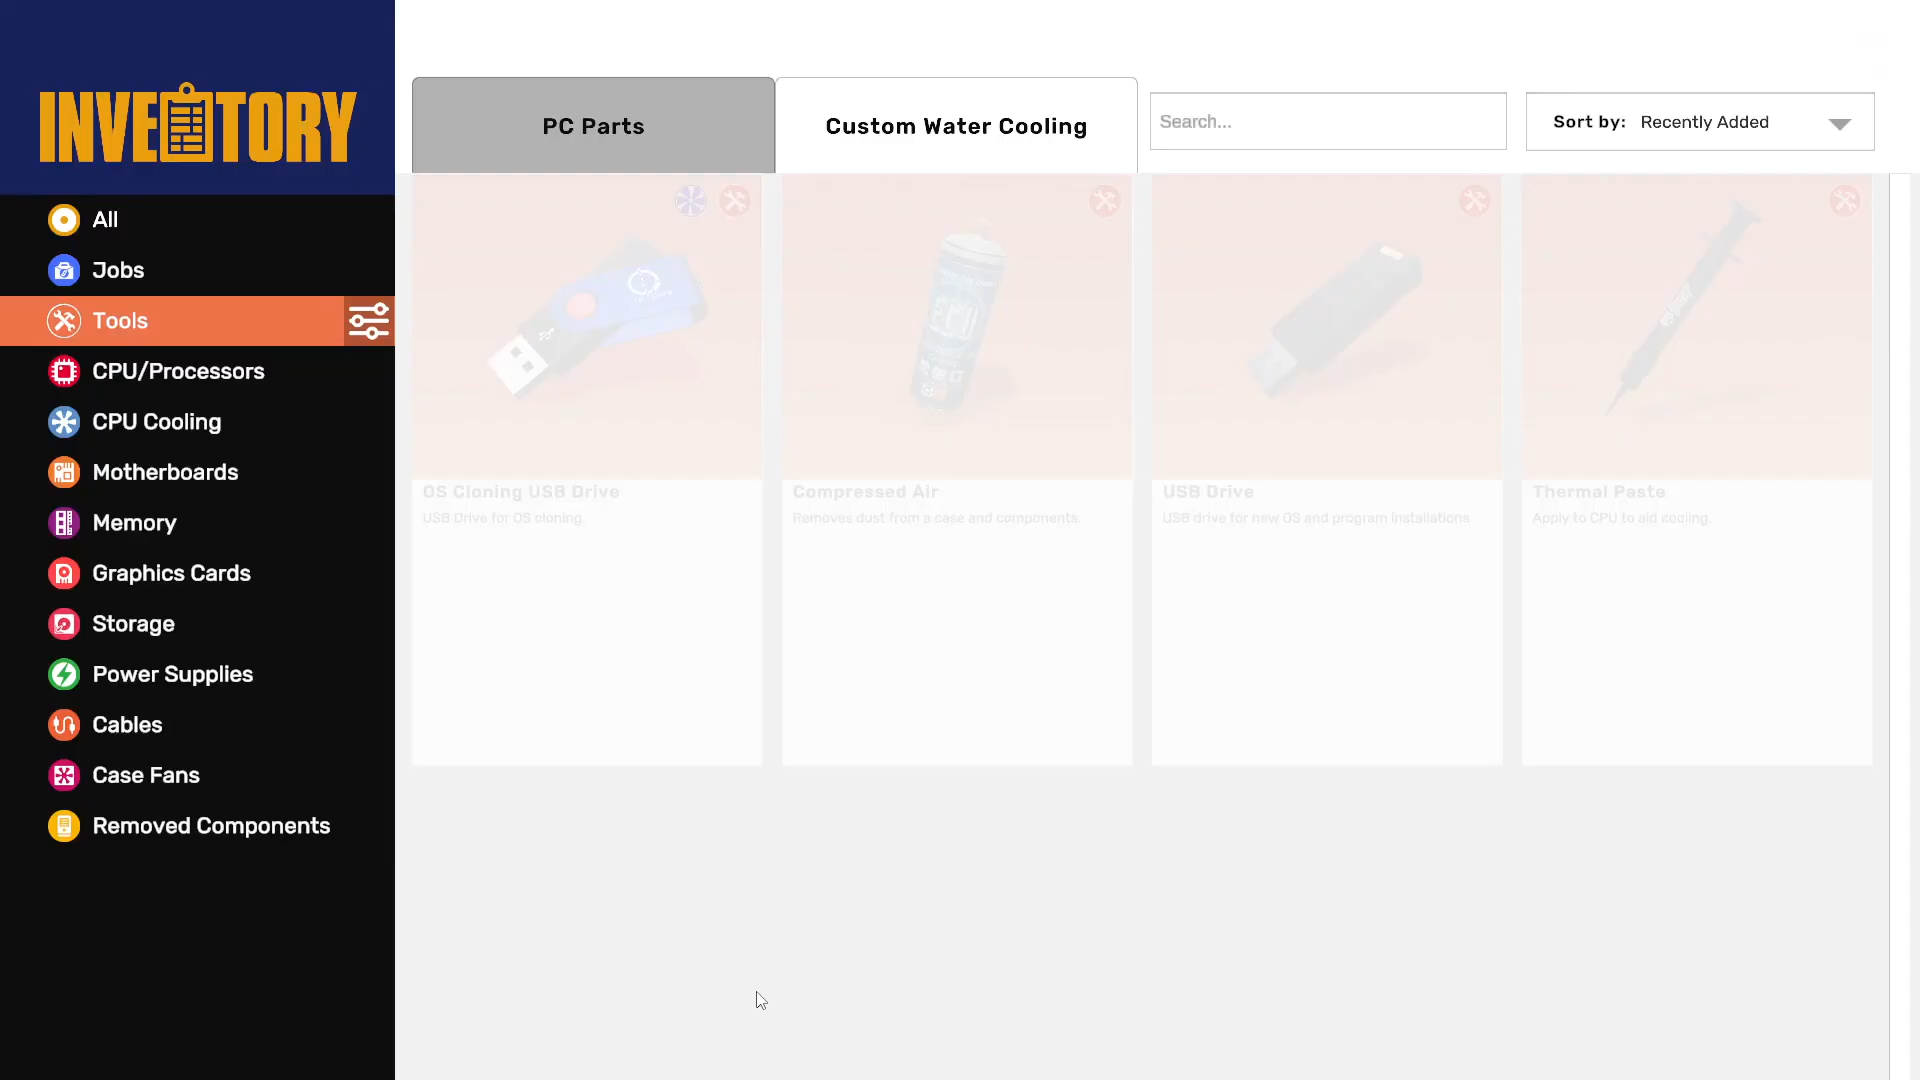 INVENTORY
PC Parts
Custom Water Cooling
Search...
Sort by: Recently Added
All
Jobs
Tools
CPU/Processors
CPU Cooling
Motherboards
Memory
Graphics Cards
Storage
Power Supplies
Cables
Case Fans
Removed Components
OS Cloning USB Drive
USB Drive for OS cloning.
ECO
Compressed Air
Removes dust from a case and components.
USB Drive
USB drive for new OS and program installations
Thermal Paste
Apply to CPU to aid cooling.